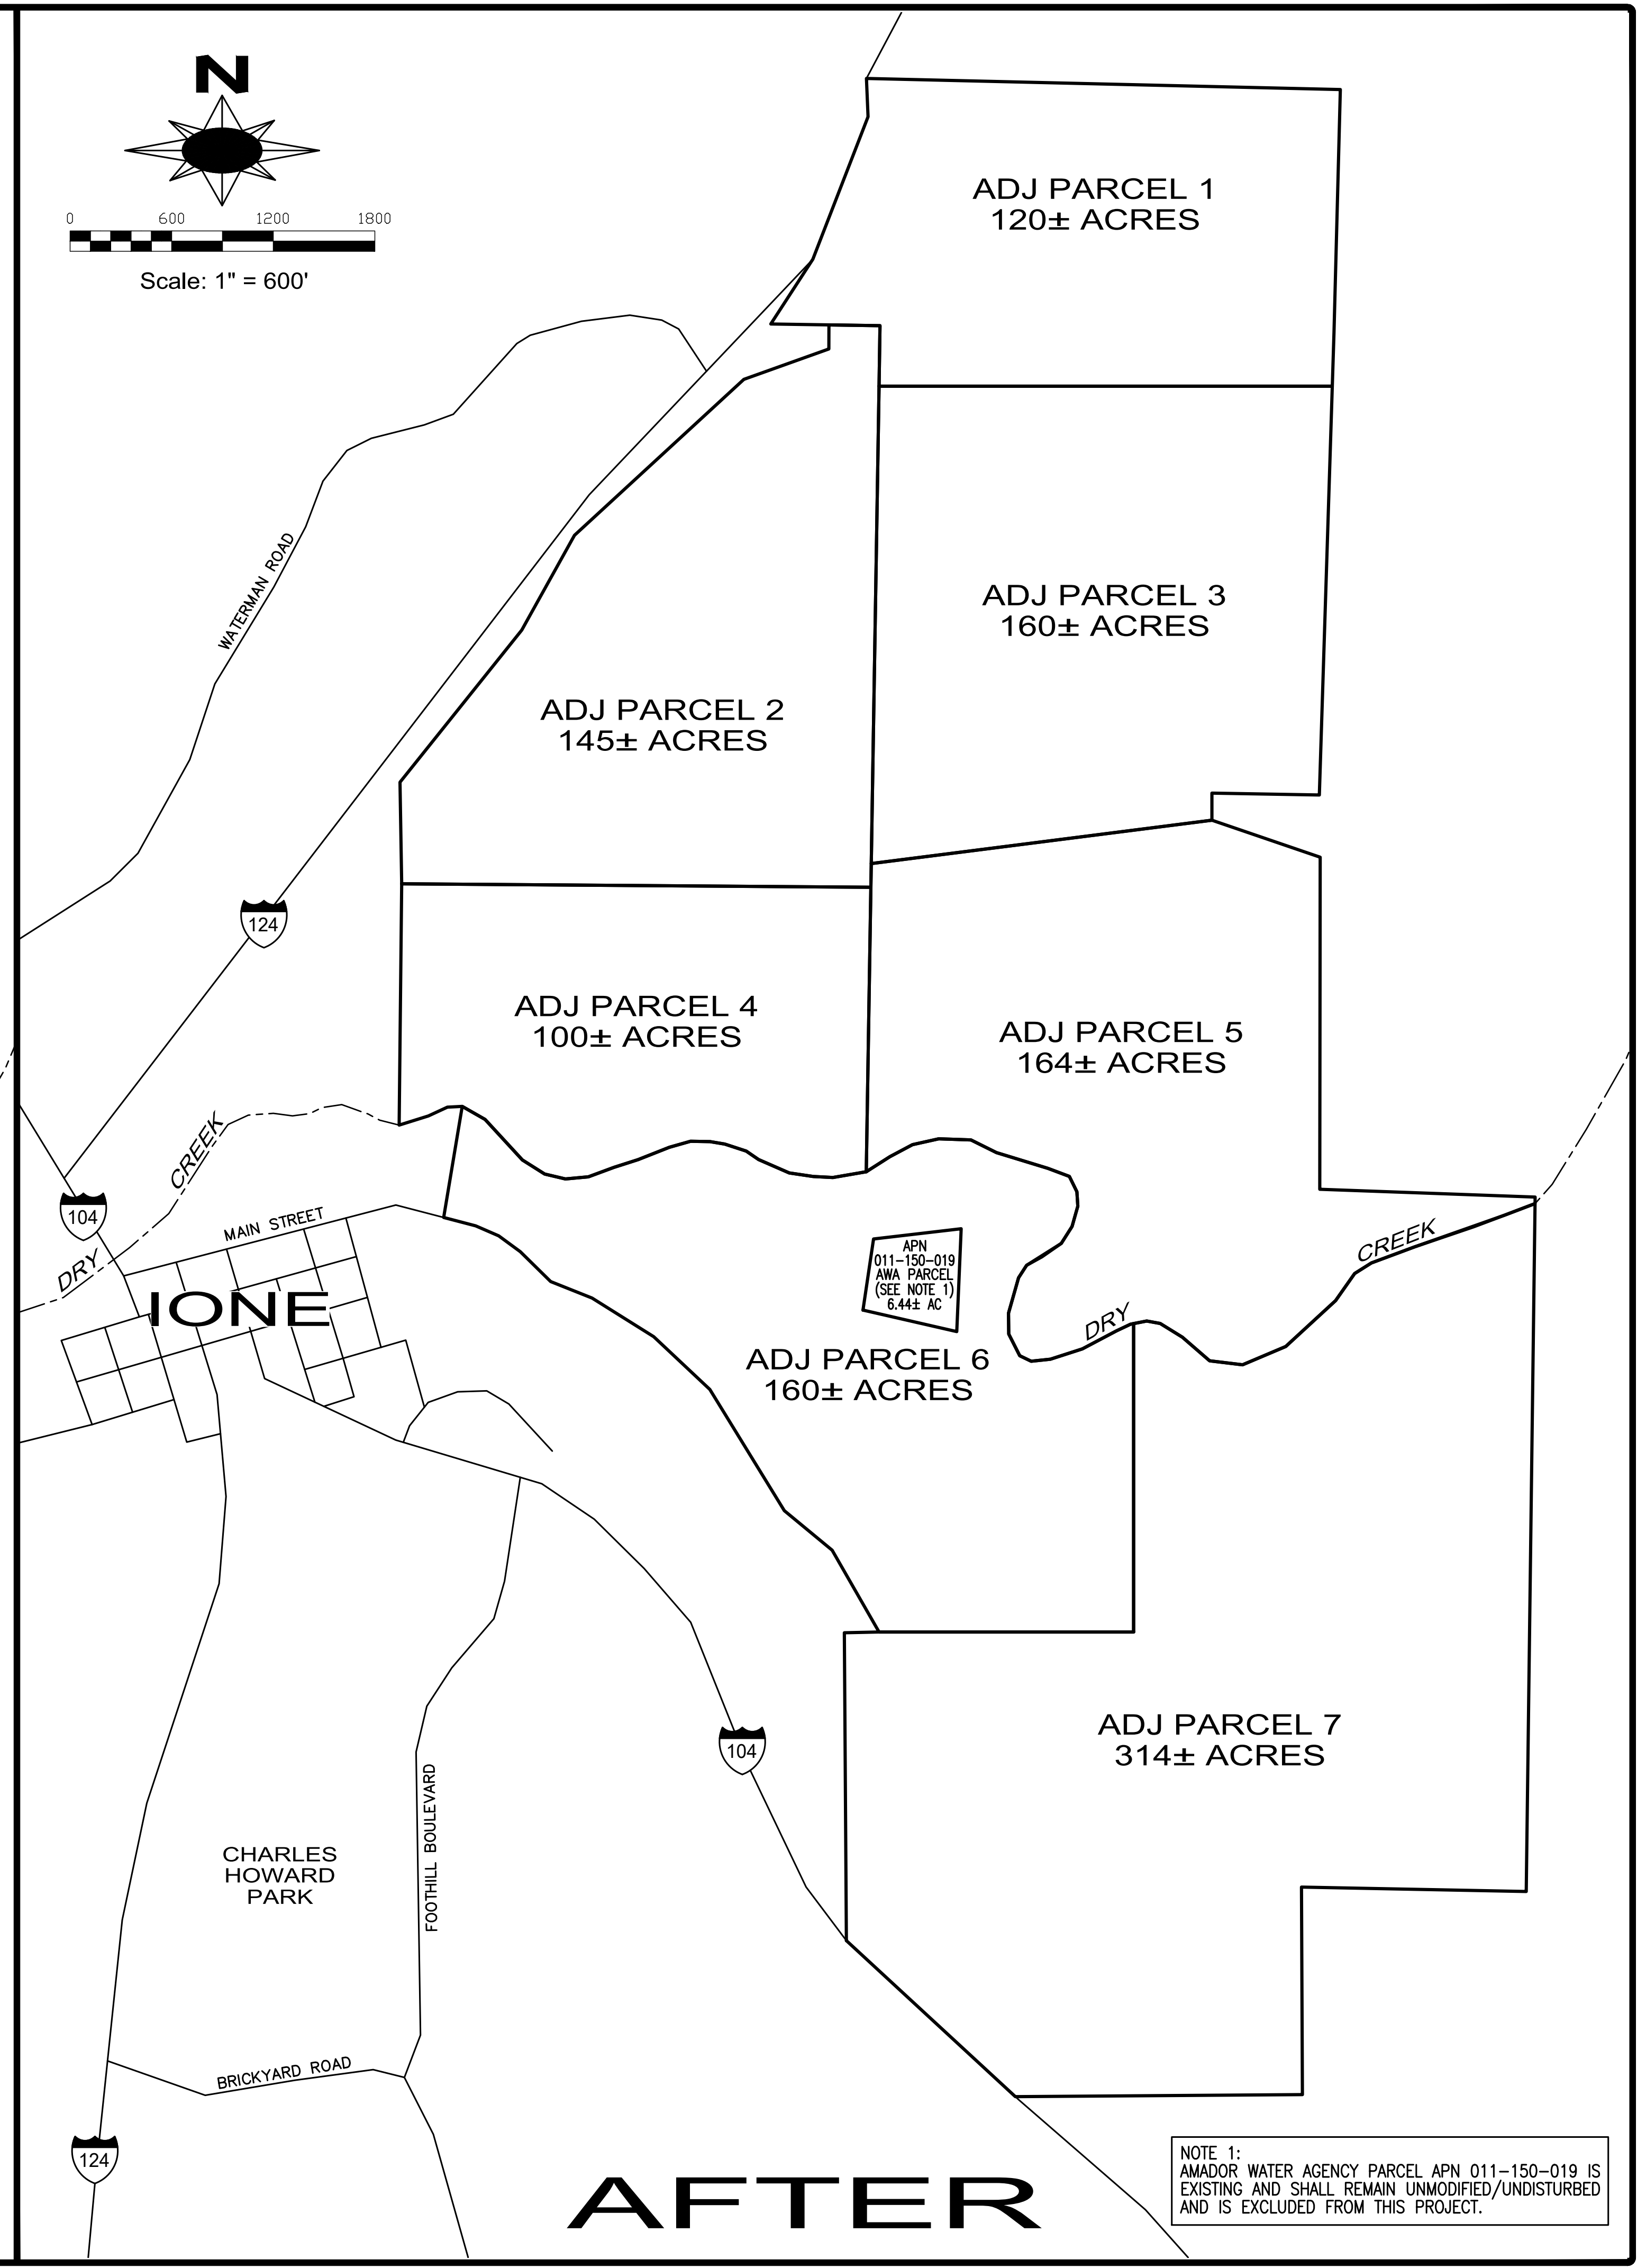 N
0 600 1200 1800
Scale: 1" = 600'
ADJ PARCEL 1
120± ACRES
WATERMAN ROAD
ADJ PARCEL 3
160± ACRES
ADJ PARCEL 2
145± ACRES
124
ADJ PARCEL 4
100± ACRES
ADJ PARCEL 5
164± ACRES
DRY CREEK
104
MAIN STREET
IONE
APN
011-150-019
AWA PARCEL
(SEE NOTE 1)
6.44± AC
DRY CREEK
ADJ PARCEL 6
160± ACRES
ADJ PARCEL 7
314± ACRES
104
CHARLES
HOWARD
PARK
FOOTHILL BOULEVARD
BRICKYARD ROAD
124
AFTER
NOTE 1:
AMADOR WATER AGENCY PARCEL APN 011-150-019 IS
EXISTING AND SHALL REMAIN UNMODIFIED/UNDISTURBED
AND IS EXCLUDED FROM THIS PROJECT.